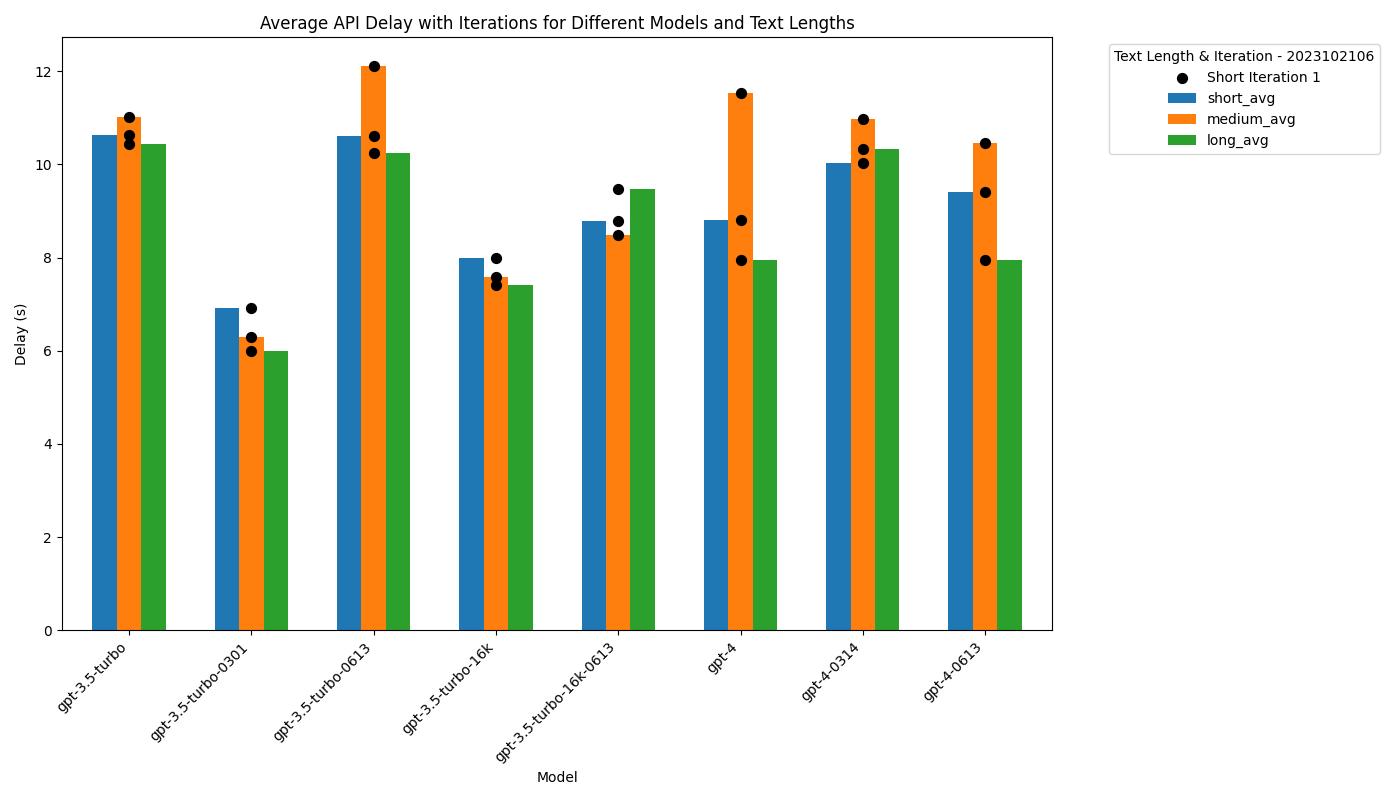 Average API Delay with Iterations for Different Models and Text Lengths
Text Length & Iteration - 2023102106
Short Iteration 1
short_avg
medium_avg
long_avg
Delay (s)
12
10
8
6
4
2
0
gpt-3.5-turbo
gpt-3.5-turbo-0301
gpt-3.5-turbo-0613
gpt-3.5-turbo-16k
gpt-3.5-turbo-16k-0613
gpt-4
gpt-4-0314
gpt-4-0613
Model